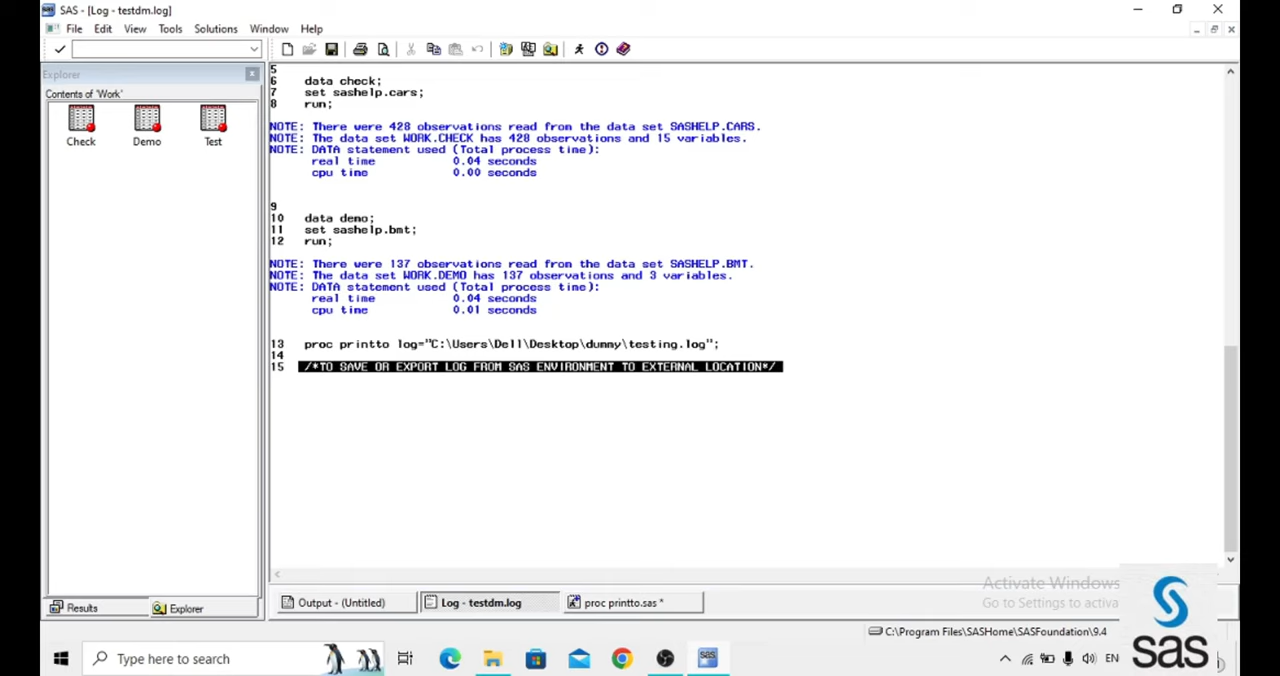 SAS - [Log - testdm.log]
File Edit View Tools Solutions Window Help
Explorer
Contents of 'Work'
Check Demo Test
5
6 data check;
7 set sashelp.cars;
8 run;
NOTE: There were 428 observations read from the data set SASHELP.CARS.
NOTE: The data set WORK.CHECK has 428 observations and 15 variables.
NOTE: DATA statement used (Total process time):
real time 0.04 seconds
cpu time 0.00 seconds
9
10 data demo;
11 set sashelp.bmt;
12 run;
NOTE: There were 137 observations read from the data set SASHELP.BMT.
NOTE: The data set WORK.DEMO has 137 observations and 3 variables.
NOTE: DATA statement used (Total process time):
real time 0.04 seconds
cpu time 0.01 seconds
13 proc printto log="C:\Users\Dell\Desktop\dummy\testing.log";
14
15 /*TO SAVE OR EXPORT LOG FROM SAS ENVIRONMENT TO EXTERNAL LOCATION*/
Activate Windows
Go to Settings to activa
Results Explorer
Output - (Untitled) Log - testdm.log proc printto.sas *
C:\Program Files\SASHome\SASFoundation\9.4
Type here to search
EN
sas